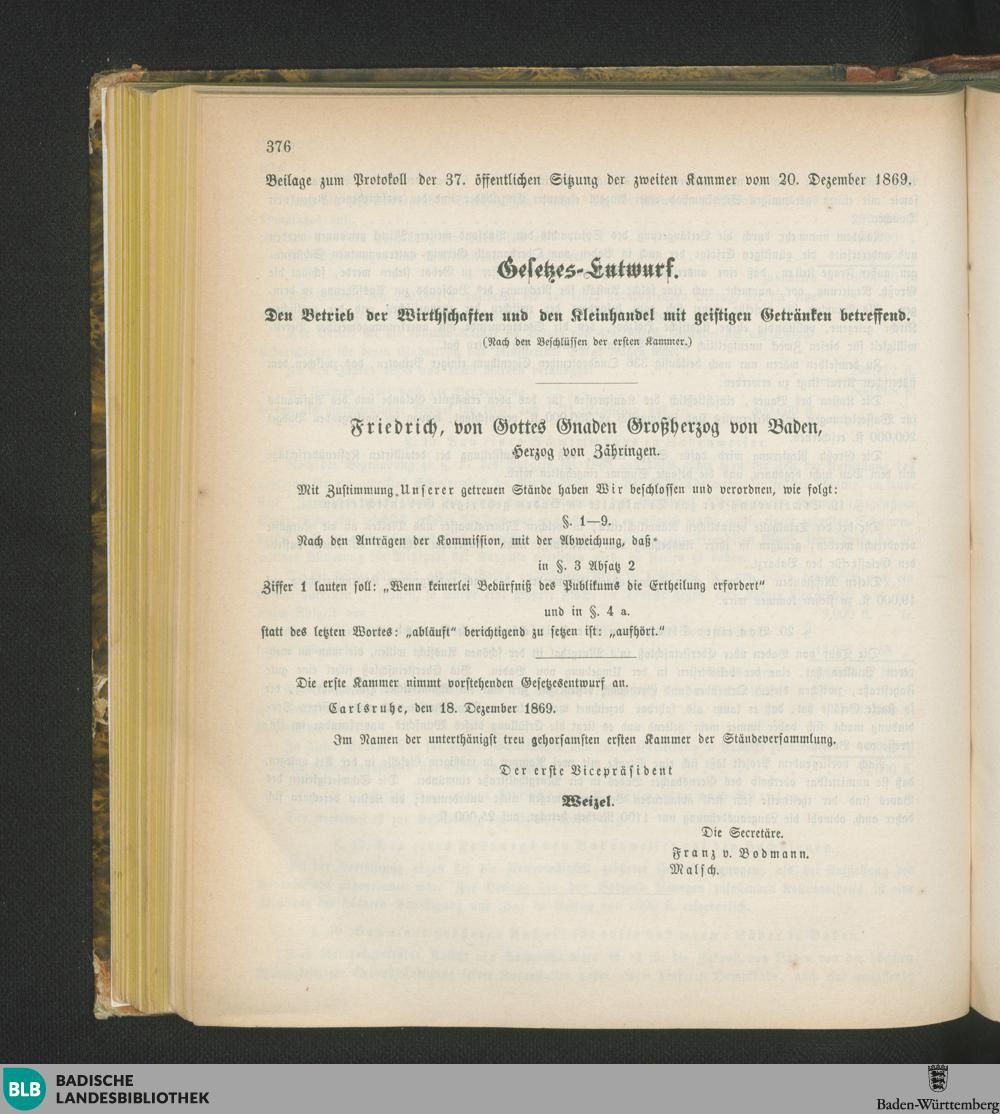 376
Beilage zum Protokoll der 37. öffentlichen Sitzung der zweiten Kammer vom 20. Dezember 1869.
Gesetzes-Entwurf.
Den Betrieb der Wirthschaften und den Kleinhandel mit geistigen Getränken betreffend.
(Nach den Beschlüssen der ersten Kammer.)
Friedrich, von Gottes Gnaden Großherzog von Baden,
Herzog von Zähringen.
Mit Zustimmung Unserer getreuen Stände haben Wir beschlossen und verordnen, wie folgt:
§. 1—9.
Nach den Anträgen der Kommission, mit der Abweichung, daß
in §. 3 Absatz 2
Ziffer 1 lauten soll: „Wenn keinerlei Bedürfniß des Publikums die Ertheilung erfordert“
und in §. 4 a.
statt des letzten Wortes: „abläuft“ berichtigend zu setzen ist: „aufhört.“
Die erste Kammer nimmt vorstehenden Gesetzesentwurf an.
Carlsruhe, den 18. Dezember 1869.
Im Namen der unterthänigst treu gehorsamsten ersten Kammer der Ständeversammlung.
Der erste Vicepräsident
Weizel.
Die Secretäre.
Franz v. Bodmann.
Malsch.
BLB BADISCHE
LANDESBIBLIOTHEK
Baden-Württemberg